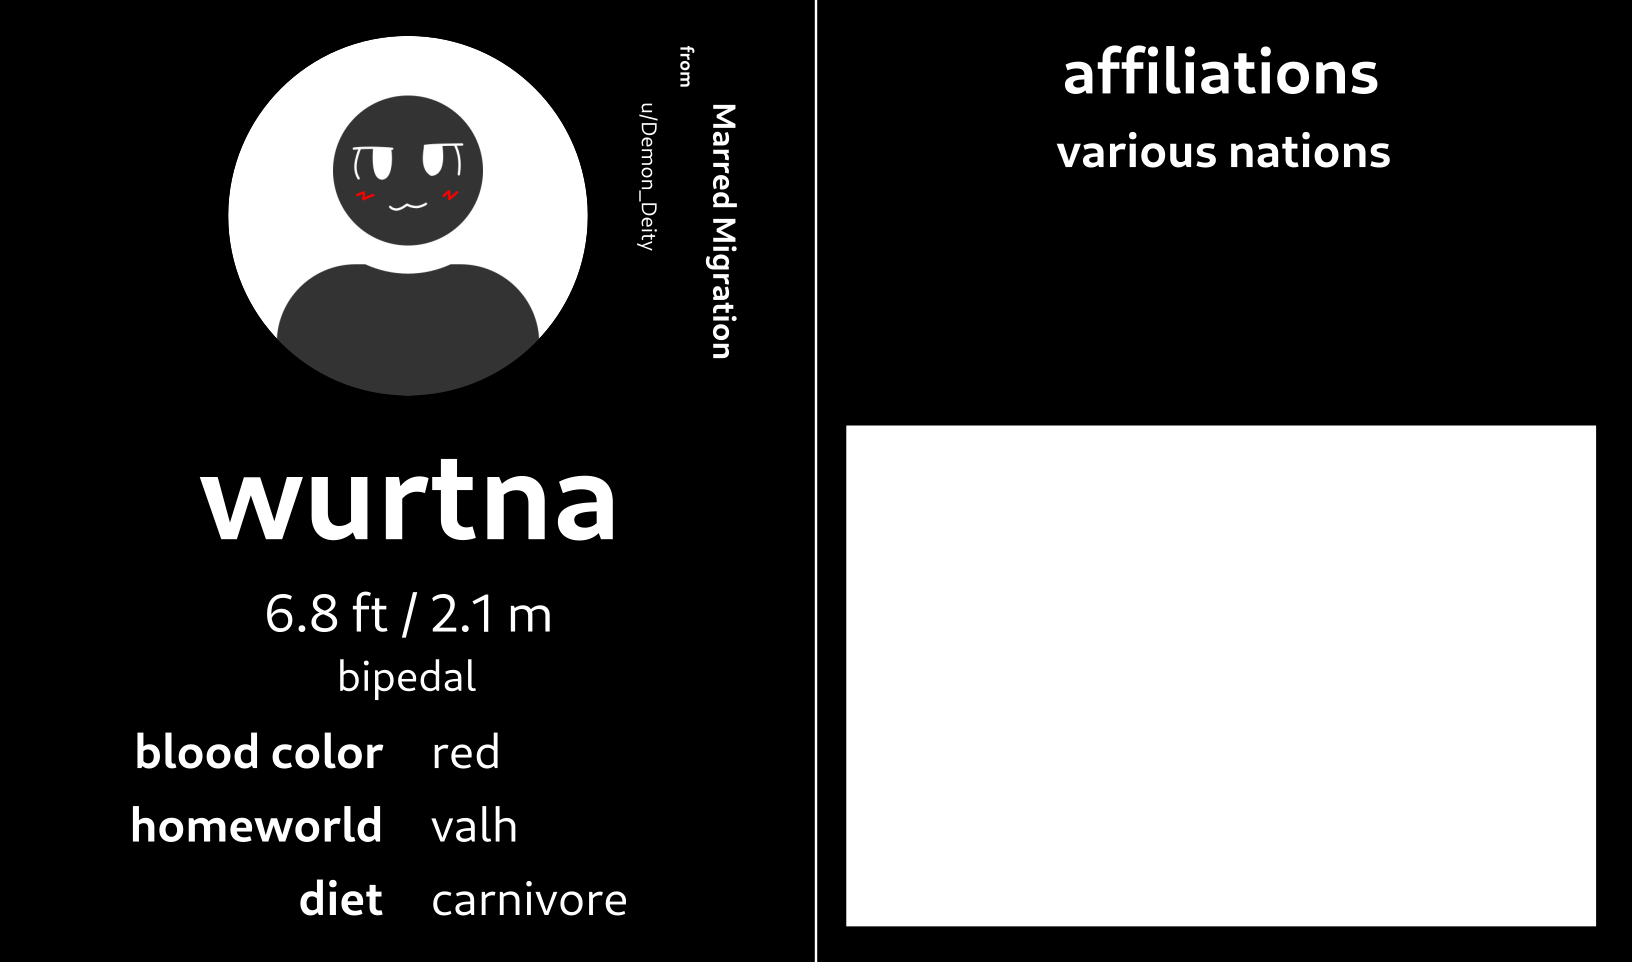 from
Marred Migration
u/Demon_Deity
wurtna
6.8 ft / 2.1 m
bipedal
blood color red
homeworld valh
diet carnivore
affiliations
various nations